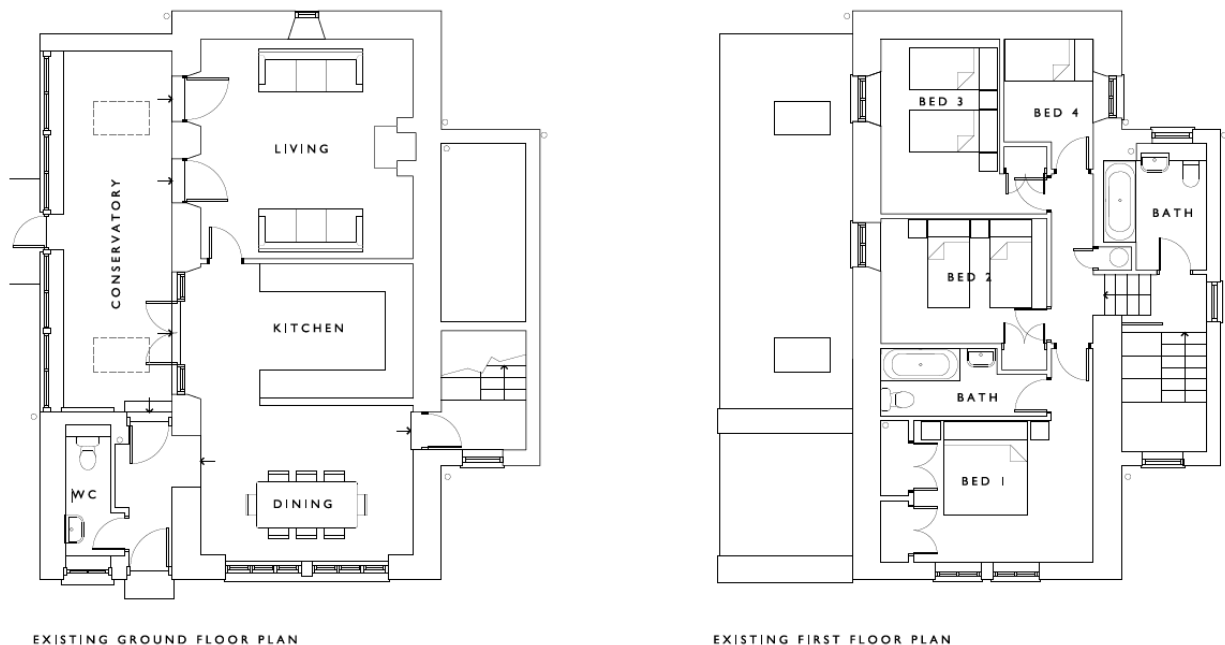 LIVING
CONSERVATORY
KITCHEN
WC
DINING
EXISTING GROUND FLOOR PLAN
BED 3
BED 4
BATH
BED 2
BATH
BED 1
EXISTING FIRST FLOOR PLAN